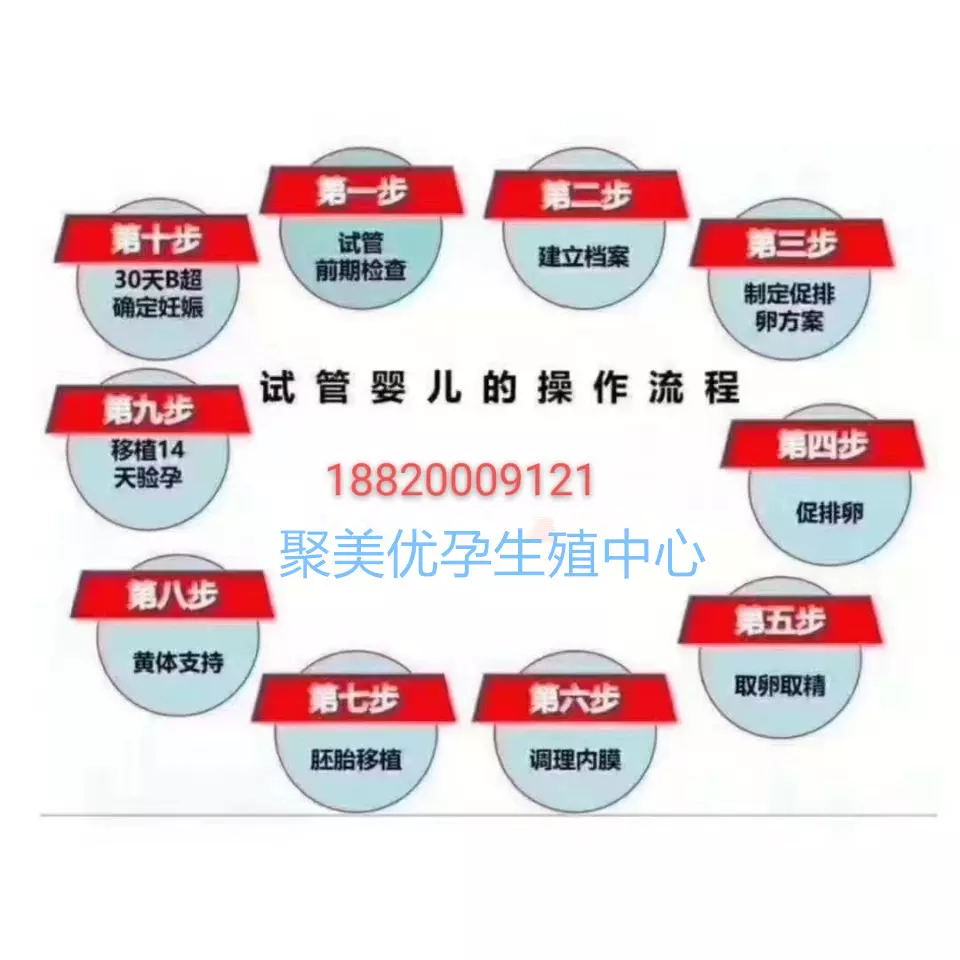 试管婴儿的操作流程
18820009121
聚美优孕生殖中心
第一步
试管
前期检查
第二步
建立档案
第三步
制定促排
卵方案
第四步
促排卵
第五步
取卵取精
第六步
调理内膜
第七步
胚胎移植
第八步
黄体支持
第九步
移植14
天验孕
第十步
30天B超
确定妊娠